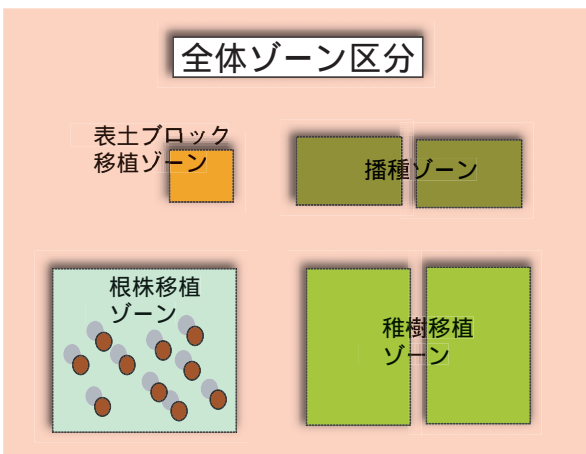 全体ゾーン区分
表土ブロック
移植ゾーン
播種ゾーン
根株移植
ゾーン
稚樹移植
ゾーン